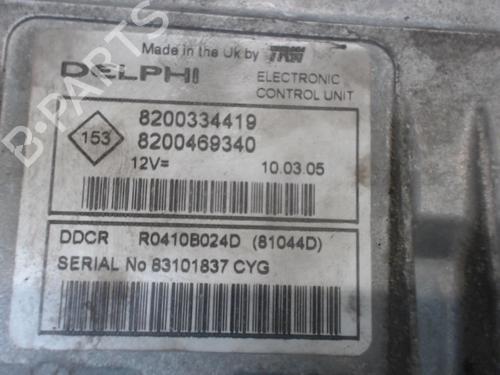 Made in the Uk by TRW
DELPHI
ELECTRONIC
CONTROL UNIT
153
8200334419
8200469340
12V=
10.03.05
DDCR R0410B024D (81044D)
SERIAL No 83101837 CYG
B-PARTS